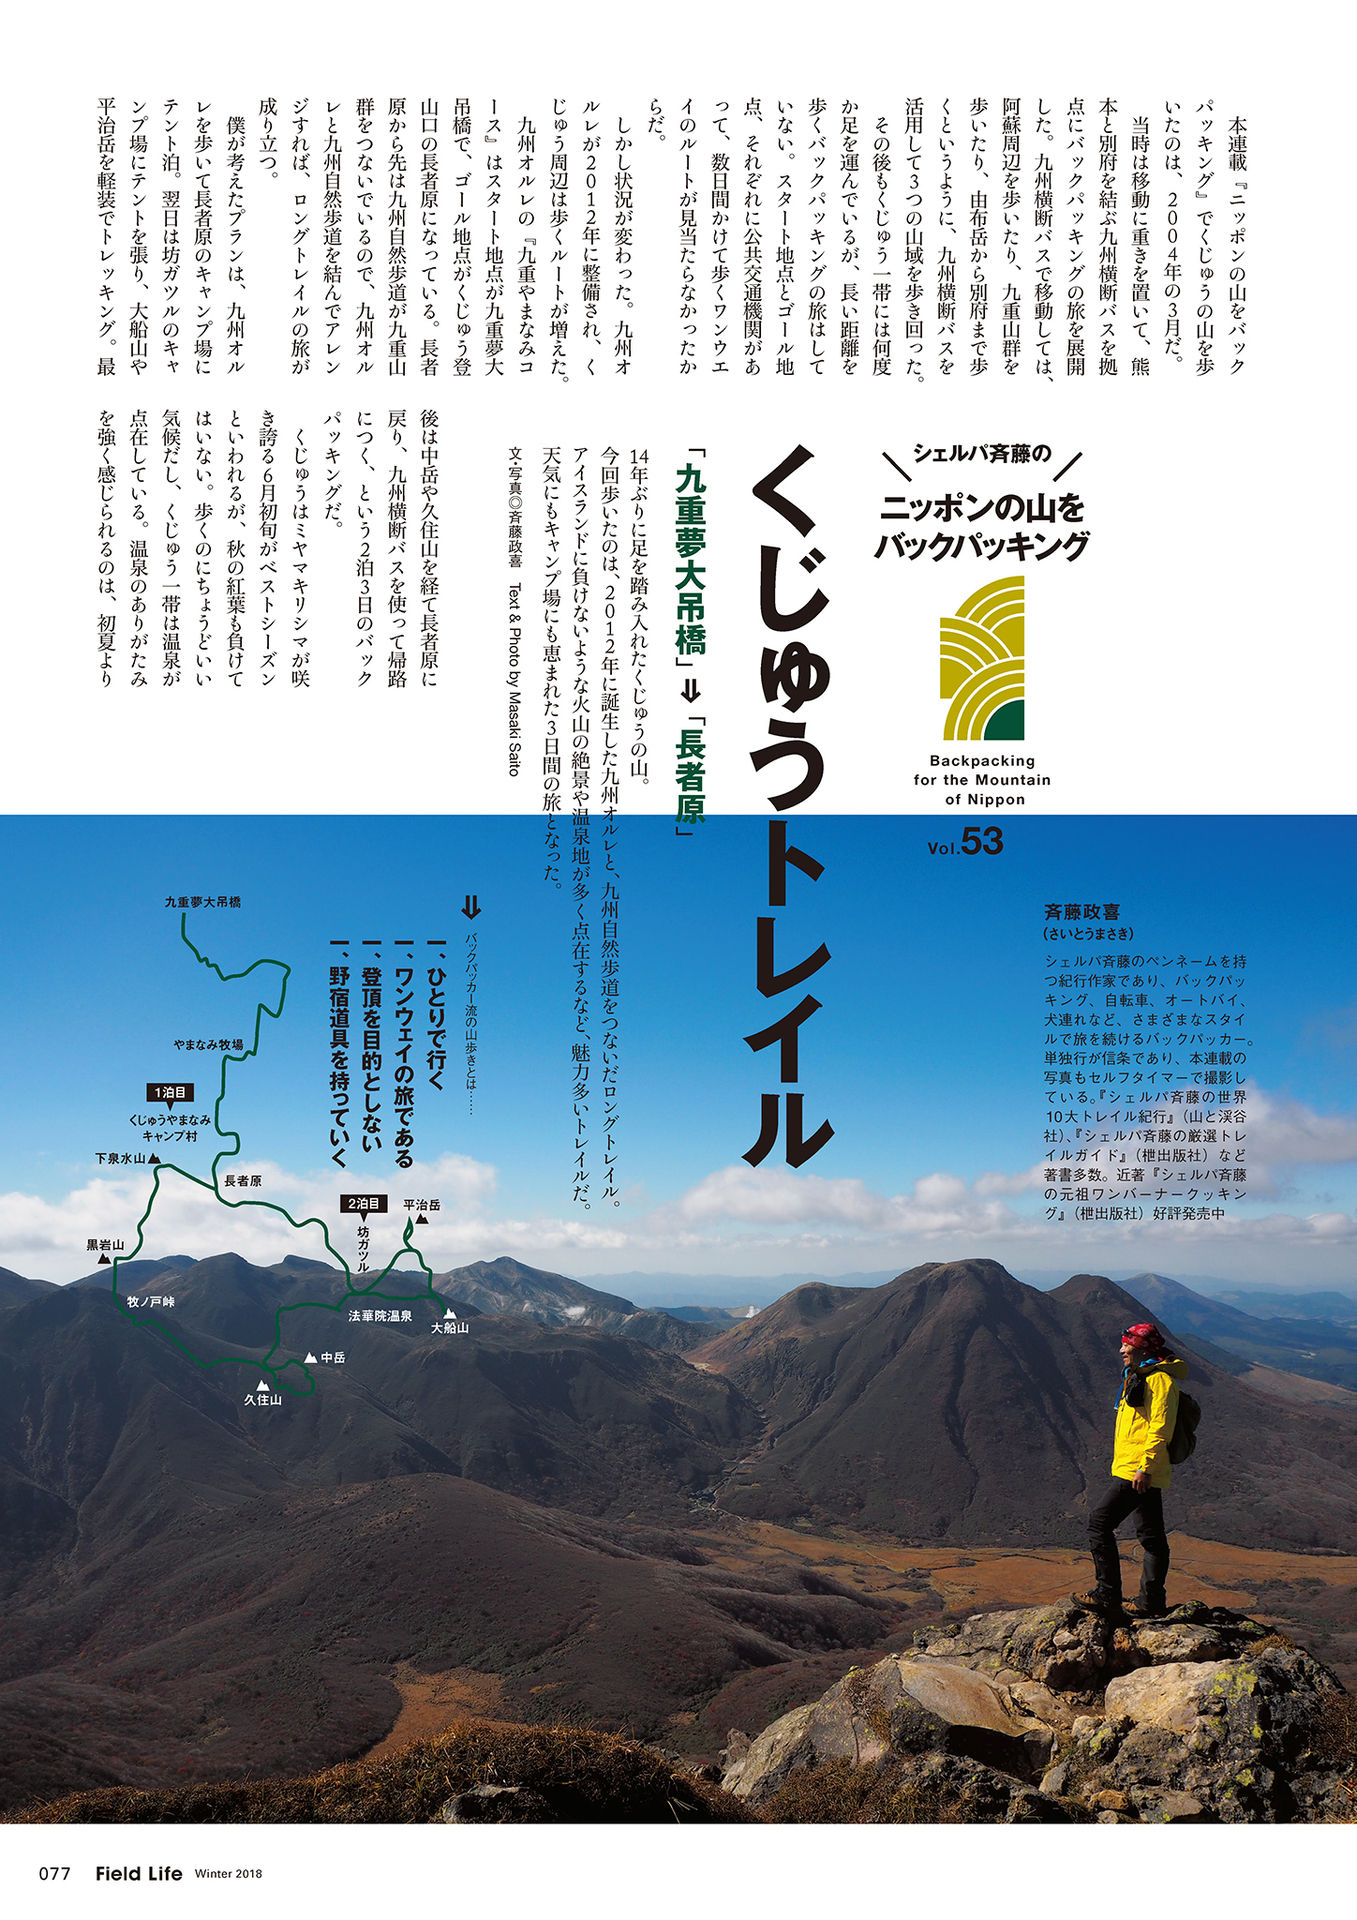 本連載『ニッポンの山をバック
パッキング』でくじゅうの山を歩
いたのは、2004年の3月だ。
当時は移動に重きを置いて、熊
本と別府を結ぶ九州横断バスを拠
点にバックパッキングの旅を展開
した。九州横断バスで移動しては、
阿蘇周辺を歩いたり、九重山群を
歩いたり、由布岳から別府まで歩
くというように、九州横断バスを
活用して3つの山域を歩き回った。
その後もくじゅう一帯には何度
か足を運んでいるが、長い距離を
歩くバックパッキングの旅はして
いない。スタート地点とゴール地
点、それぞれに公共交通機関があ
って、数日間かけて歩くワンウエ
イのルートが見当たらなかったか
らだ。
しかし状況が変わった。九州オ
ルレが2012年に整備され、く
じゅう周辺は歩くルートが増えた。
九州オルレの『九重やまなみコ
ース』はスタート地点が九重夢大
吊橋で、ゴール地点がくじゅう登
山口の長者原になっている。長者
原から先は九州自然歩道が九重山
群をつないでいるので、九州オル
レと九州自然歩道を結んでアレン
ジすれば、ロングトレイルの旅が
成り立つ。
僕が考えたプランは、九州オル
レを歩いて長者原のキャンプ場に
テント泊。翌日は坊ガツルのキャ
ンプ場にテントを張り、大船山や
平治岳を軽装でトレッキング。最
後は中岳や久住山を経て長者原に
戻り、九州横断バスを使って帰路
につく、という2泊3日のバック
パッキングだ。
くじゅうはミヤマキリシマが咲
き誇る6月初旬がベストシーズン
といわれるが、秋の紅葉も負けて
はいない。歩くのにちょうどいい
気候だし、くじゅう一帯は温泉が
点在している。温泉のありがたみ
を強く感じられるのは、初夏より
シェルパ斉藤の
ニッポンの山を
バックパッキング
Backpacking
for the Mountain
of Nippon
Vol.53
くじゅうトレイル
「九重夢大吊橋」⇓「長者原」
14年ぶりに足を踏み入れたくじゅうの山。
今回歩いたのは、2012年に誕生した九州オルレと、九州自然歩道をつないだロングトレイル。
アイスランドに負けないような火山の絶景や温泉地が多く点在するなど、魅力多いトレイルだ。
天気にもキャンプ場にも恵まれた3日間の旅となった。
文・写真◎斉藤政喜 Text & Photo by Masaki Saito
斉藤政喜
(さいとうまさき)
シェルパ斉藤のペンネームを持
つ紀行作家であり、バックパッ
キング、自転車、オートバイ、
犬連れなど、さまざまなスタイ
ルで旅を続けるバックパッカー。
単独行が信条であり、本連載の
写真もセルフタイマーで撮影し
ている。『シェルパ斉藤の世界
10大トレイル紀行』(山と渓谷
社)、『シェルパ斉藤の厳選トレ
イルガイド』(枻出版社)など
著書多数。近著『シェルパ斉藤
の元祖ワンバーナークッキン
グ』(枻出版社)好評発売中
⇓ バックパッカー流の山歩きとは……
一、ひとりで行く
一、ワンウェイの旅である
一、登頂を目的としない
一、野宿道具を持っていく
九重夢大吊橋
やまなみ牧場
1泊目
くじゅうやまなみ
キャンプ村
下泉水山
長者原
2泊目
坊ガツル
平治岳
黒岩山
牧ノ戸峠
法華院温泉
大船山
中岳
久住山
077 Field Life Winter 2018